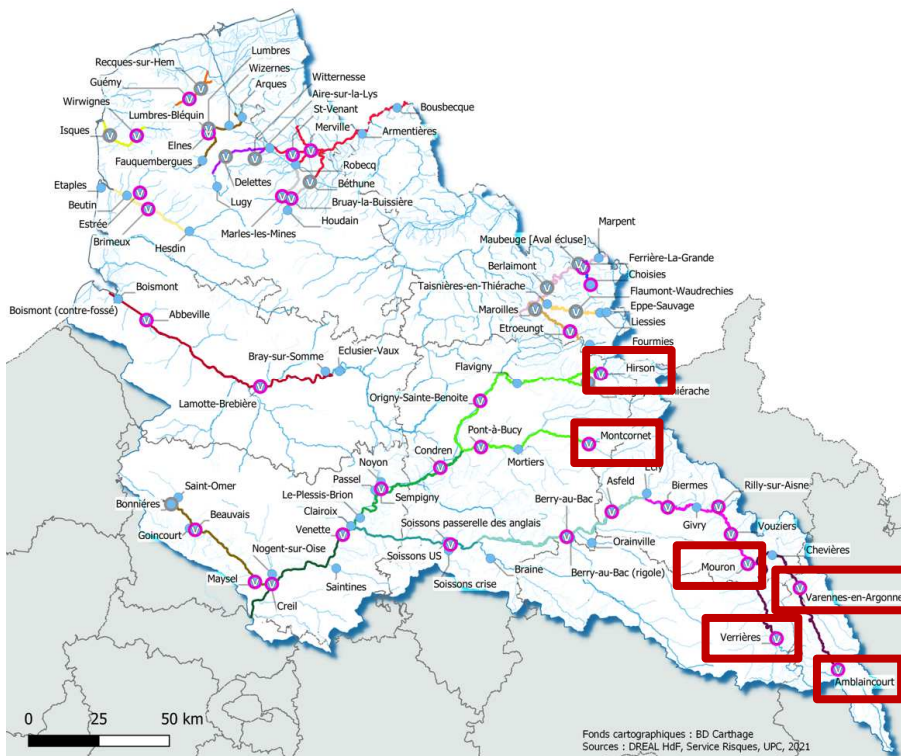 Lumbres
Recques-sur-Hem
Wizernes
Witternesse
Guémy
Arques
Aire-sur-la-Lys
Wirwignes
St-Venant
Lumbres-Bléquin
Merville
Bousbecque
Isques
Armentières
Elnes
Fauquembergues
Robecq
Delettes
Béthune
Etaples
Lugy
Bruay-la-Buissière
Beutin
Houdain
Estrée
Marles-les-Mines
Brimeux
Hesdin
Marpent
Maubeuge [Aval écluse]
Ferrière-La-Grande
Berlaimont
Choisies
Taisnières-en-Thiérache
Flaumont-Waudrechies
Eppe-Sauvage
Maroilles
Liessies
Etroeungt
Fourmies
Boismont
Boismont (contre-fossé)
Abbeville
Bray-sur-Somme
Eclusier-Vaux
Lamotte-Brebière
Flavigny
Hirson
Origny-Sainte-Benoite
Pont-à-Bucy
Montcornet
Condren
Mortiers
Noyon
Passel
Sempigny
Saint-Omer
Bonnières
Le-Plessis-Brion
Clairoix
Beauvais
Venette
Goincourt
Nogent-sur-Oise
Maysel
Creil
Saintines
Soissons passerelle des anglais
Soissons US
Soissons crise
Braine
Berry-au-Bac
Asfeld
Biermes
Rilly-sur-Aisne
Givry
Vouziers
Orainville
Chevières
Berry-au-Bac (rigole)
Mouron
Varennes-en-Argonne
Verrières
Amblaincourt
0 25 50 km
Fonds cartographiques : BD Carthage
Sources : DREAL HdF, Service Risques, UPC, 2021